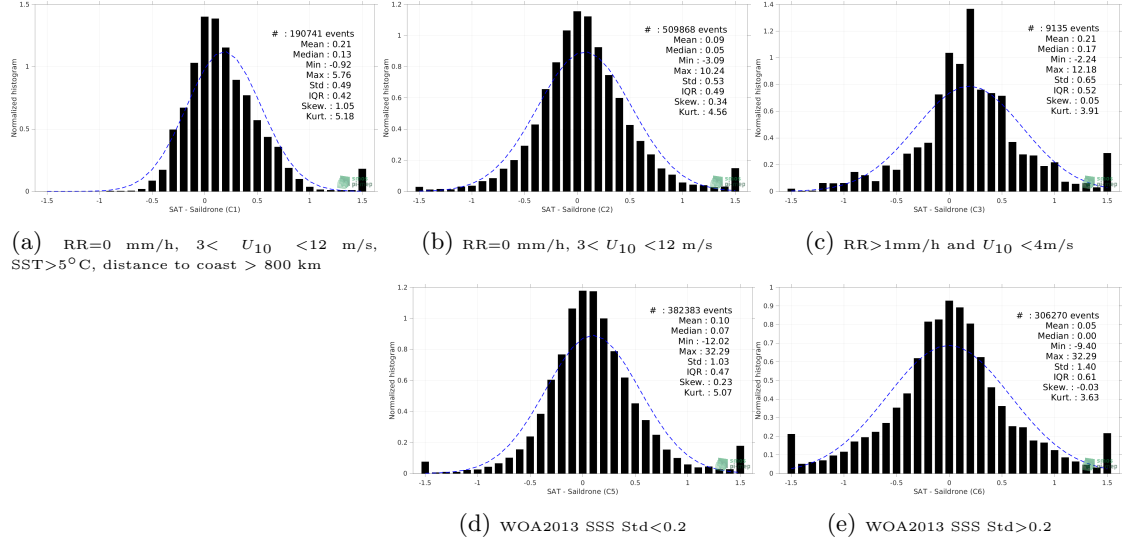 Normalized histogram
1.5
1
0.5
0
# : 190741 events
Mean : 0.21
Median : 0.13
Min : -0.92
Max : 5.76
Std : 0.49
IQR : 0.42
Skew. : 1.05
Kurt. : 5.18
-1.5 -1 -0.5 0 0.5 1 1.5
SAT - Saildrone (C1)
(a) RR=0 mm/h, 3< U10 <12 m/s,
SST>5°C, distance to coast > 800 km
Normalized histogram
1.2
1
0.8
0.6
0.4
0.2
0
# : 509868 events
Mean : 0.09
Median : 0.05
Min : -3.09
Max : 10.24
Std : 0.53
IQR : 0.49
Skew. : 0.34
Kurt. : 4.56
-1.5 -1 -0.5 0 0.5 1 1.5
SAT - Saildrone (C2)
(b) RR=0 mm/h, 3< U10 <12 m/s
Normalized histogram
1.4
1.2
1
0.8
0.6
0.4
0.2
0
# : 9135 events
Mean : 0.21
Median : 0.17
Min : -2.24
Max : 12.18
Std : 0.65
IQR : 0.52
Skew. : 0.05
Kurt. : 3.91
-1.5 -1 -0.5 0 0.5 1 1.5
SAT - Saildrone (C3)
(c) RR>1mm/h and U10 <4m/s
Normalized histogram
1.2
1
0.8
0.6
0.4
0.2
0
# : 382383 events
Mean : 0.10
Median : 0.07
Min : -12.02
Max : 32.29
Std : 1.03
IQR : 0.47
Skew. : 0.23
Kurt. : 5.07
-1.5 -1 -0.5 0 0.5 1 1.5
SAT - Saildrone (C5)
(d) WOA2013 SSS Std<0.2
Normalized histogram
1
0.9
0.8
0.7
0.6
0.5
0.4
0.3
0.2
0.1
0
# : 306270 events
Mean : 0.05
Median : 0.00
Min : -9.40
Max : 32.29
Std : 1.40
IQR : 0.61
Skew. : -0.03
Kurt. : 3.63
-1.5 -1 -0.5 0 0.5 1 1.5
SAT - Saildrone (C6)
(e) WOA2013 SSS Std>0.2